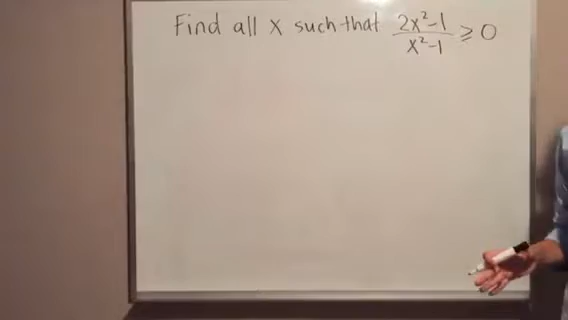 Find all x such that (2x²-1)/(x²-1) ⩾ 0